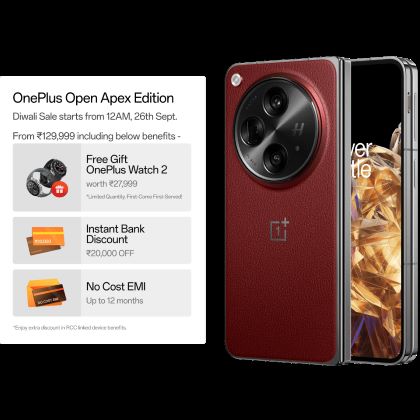 OnePlus Open Apex Edition
Diwali Sale starts from 12AM, 26th Sept.
From ₹129,999 including below benefits -
Free Gift
OnePlus Watch 2
worth ₹27,999
*Limited Quantity. First-Come First-Served!
Instant Bank
Discount
₹20,000 OFF
No Cost EMI
Up to 12 months
*Enjoy extra discount in RCC linked device benefits.
H
1+